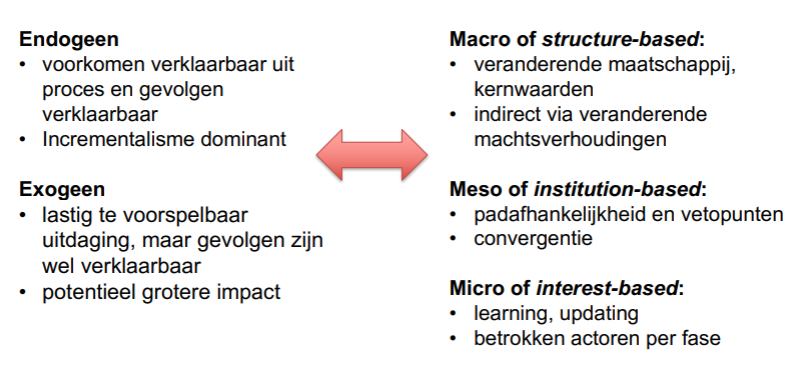 Endogeen
• voorkomen verklaarbaar uit
proces en gevolgen
verklaarbaar
• Incrementalisme dominant
Exogeen
• lastig te voorspelbaar
uitdaging, maar gevolgen zijn
wel verklaarbaar
• potentieel grotere impact
Macro of structure-based:
• veranderende maatschappij,
kernwaarden
• indirect via veranderende
machtsverhoudingen
Meso of institution-based:
• padafhankelijkheid en vetopunten
• convergentie
Micro of interest-based:
• learning, updating
• betrokken actoren per fase